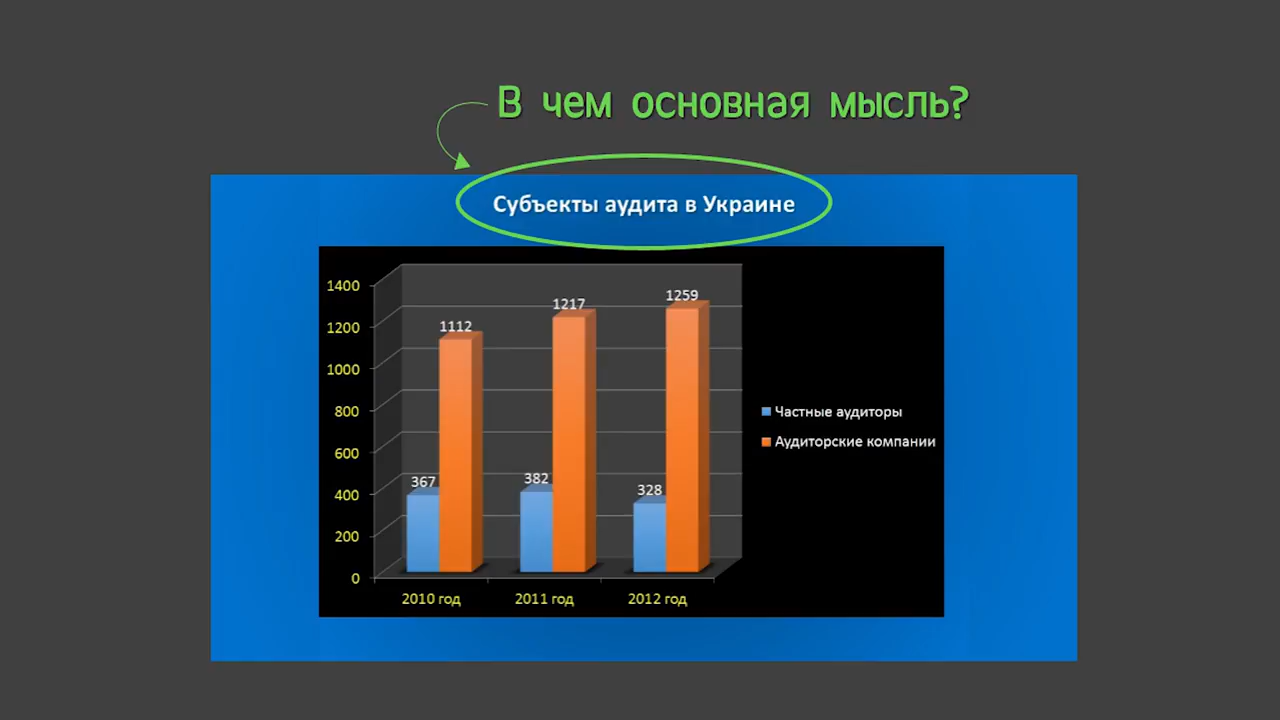 В чем основная мысль?
Субъекты аудита в Украине
1400
1200
1000
800
600
400
200
0
1112
1217
1259
367
382
328
2010 год
2011 год
2012 год
Частные аудиторы
Аудиторские компании